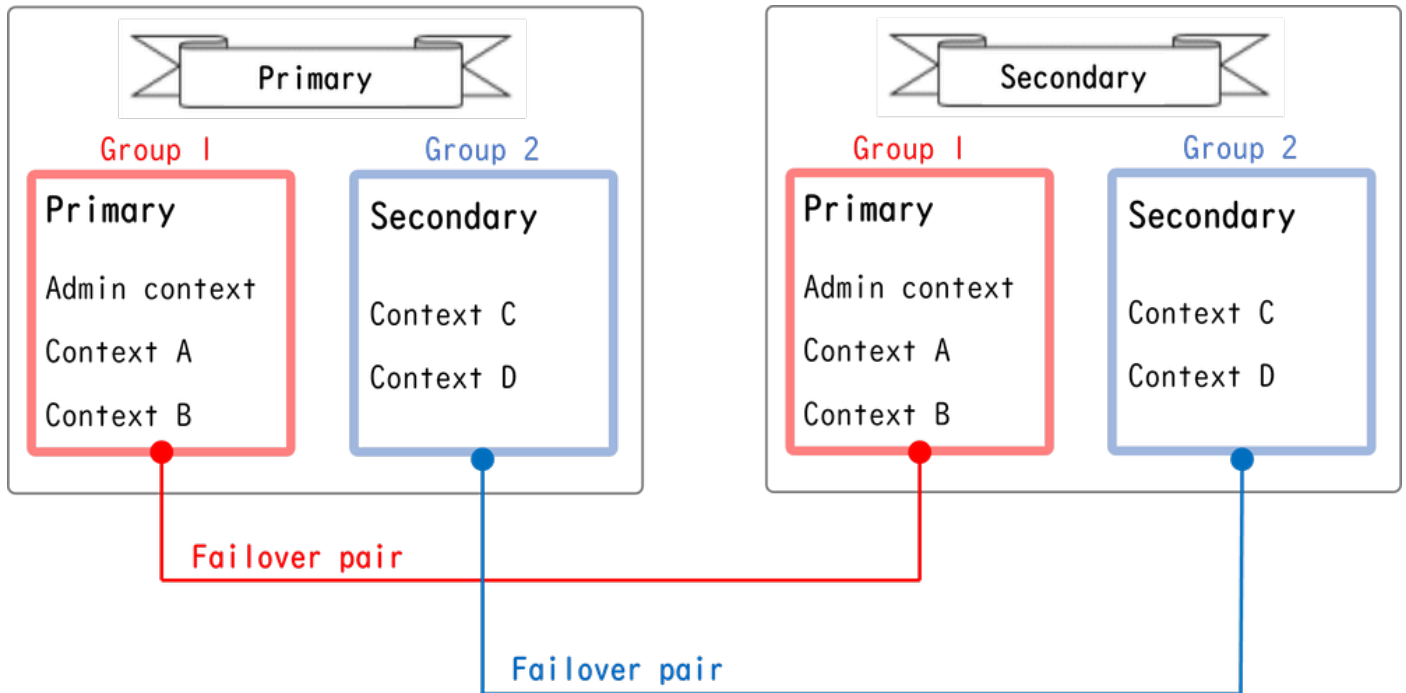 Primary
Group 1
Primary
Admin context
Context A
Context B
Group 2
Secondary
Context C
Context D
Secondary
Group 1
Primary
Admin context
Context A
Context B
Group 2
Secondary
Context C
Context D
Failover pair
Failover pair